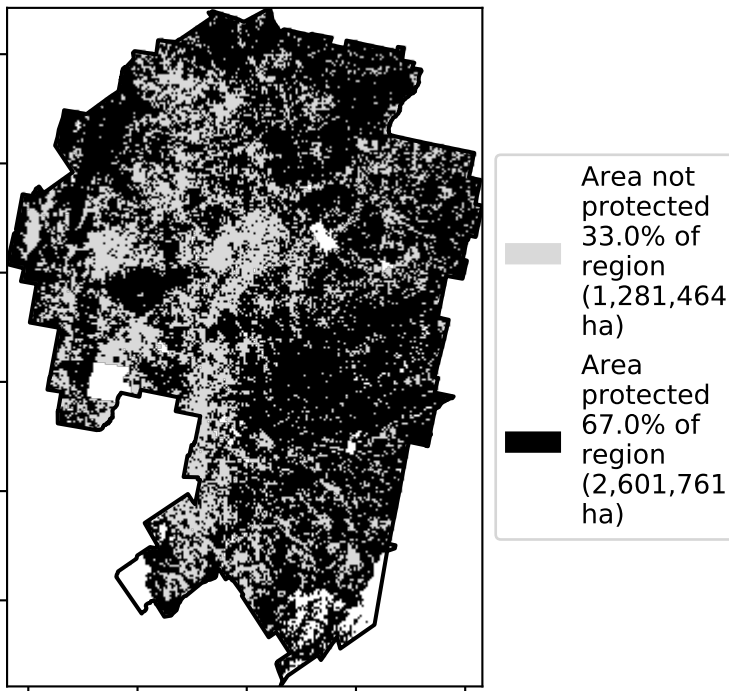 Area not
protected
33.0% of
region
(1,281,464
ha)
Area
protected
67.0% of
region
(2,601,761
ha)